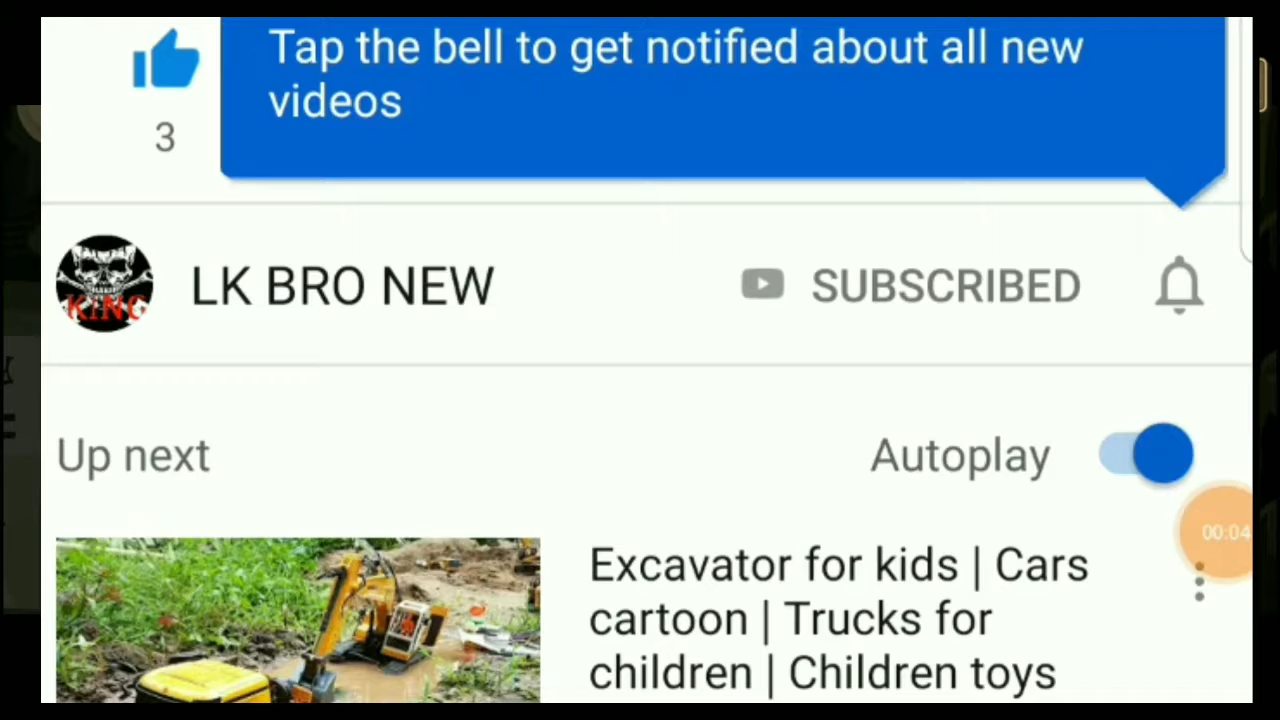 Tap the bell to get notified about all new
videos
3
KING
LK BRO NEW
SUBSCRIBED
Up next
Autoplay
00:04
Excavator for kids | Cars
cartoon | Trucks for
children | Children toys